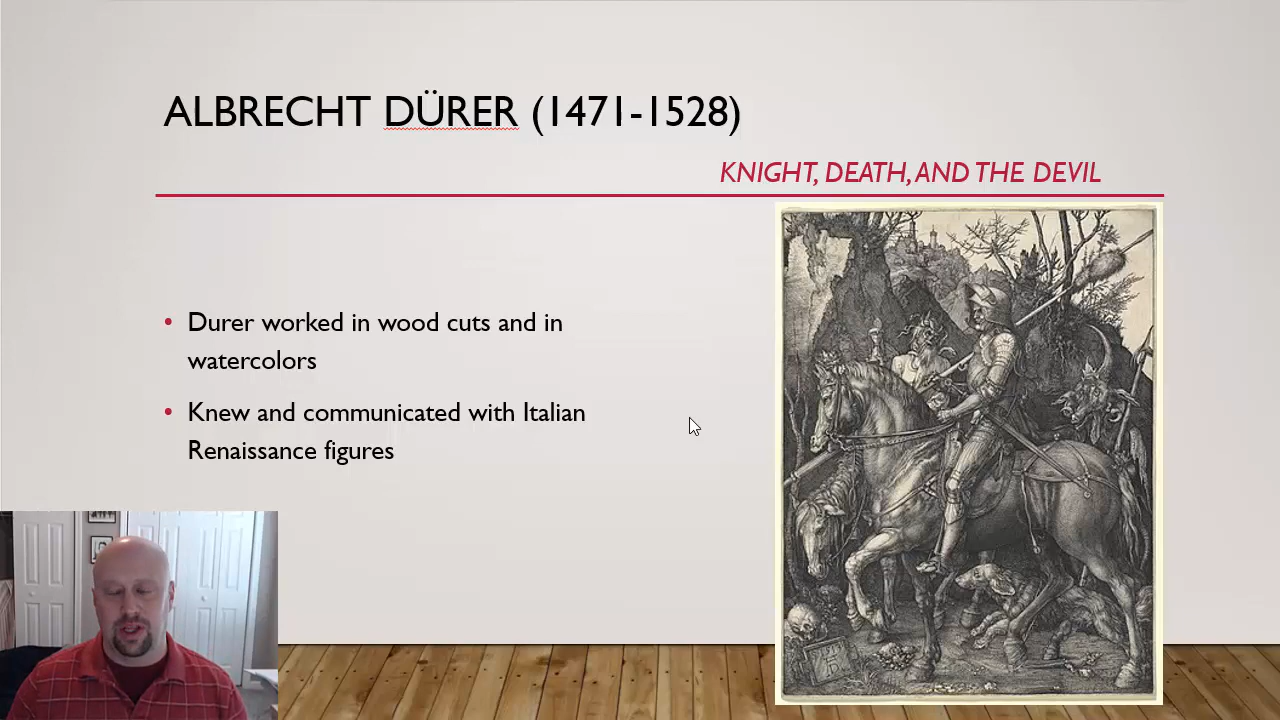 ALBRECHT DÜRER (1471-1528)
KNIGHT, DEATH, AND THE DEVIL
• Durer worked in wood cuts and in
watercolors
• Knew and communicated with Italian
Renaissance figures